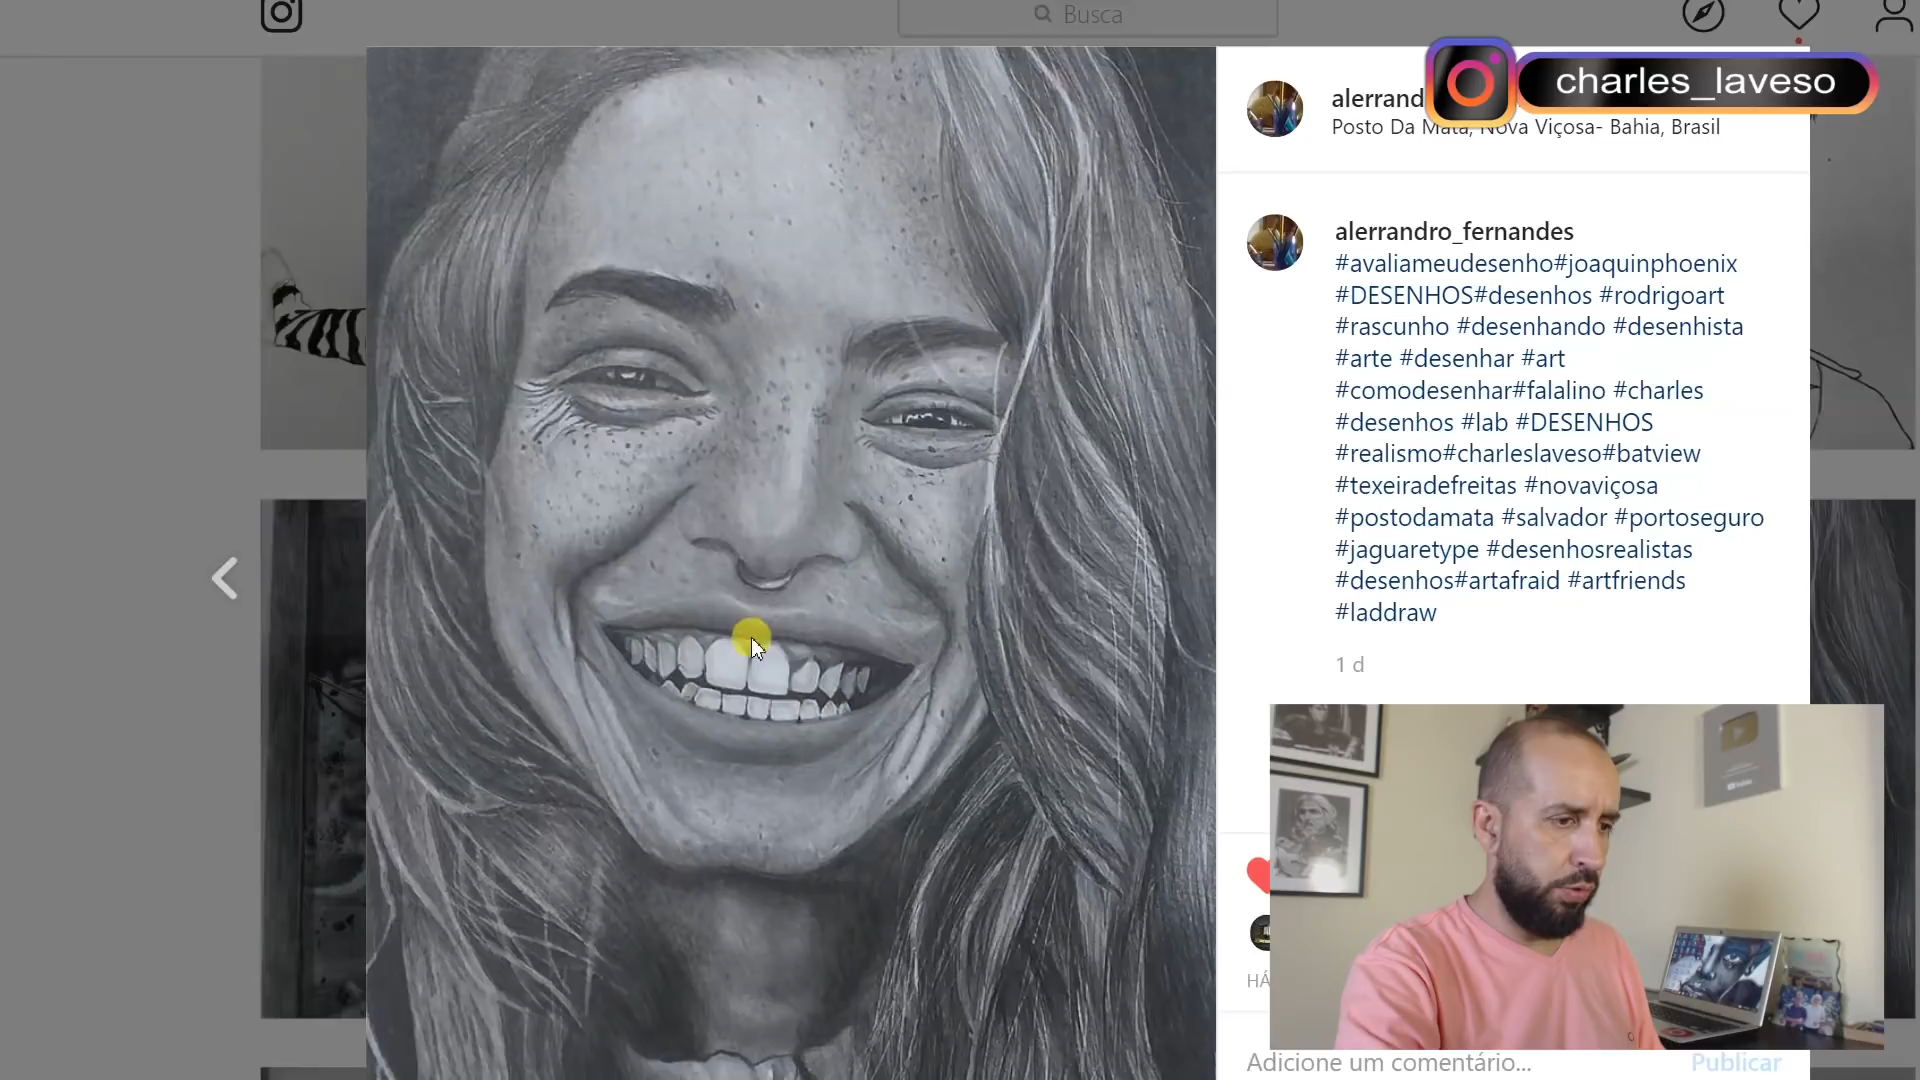 Busca
charles_laveso
alerrand
Posto Da Mata, Nova Viçosa- Bahia, Brasil
alerrandro_fernandes
#avaliameudesenho#joaquinphoenix
#DESENHOS#desenhos #rodrigoart
#rascunho #desenhando #desenhista
#arte #desenhar #art
#comodesenhar#falalino #charles
#desenhos #lab #DESENHOS
#realismo#charleslaveso#batview
#texeiradefreitas #novaviçosa
#postodamata #salvador #portoseguro
#jaguaretype #desenhosrealistas
#desenhos#artafraid #artfriends
#laddraw
1 d
HÁ
Adicione um comentário...
Publicar